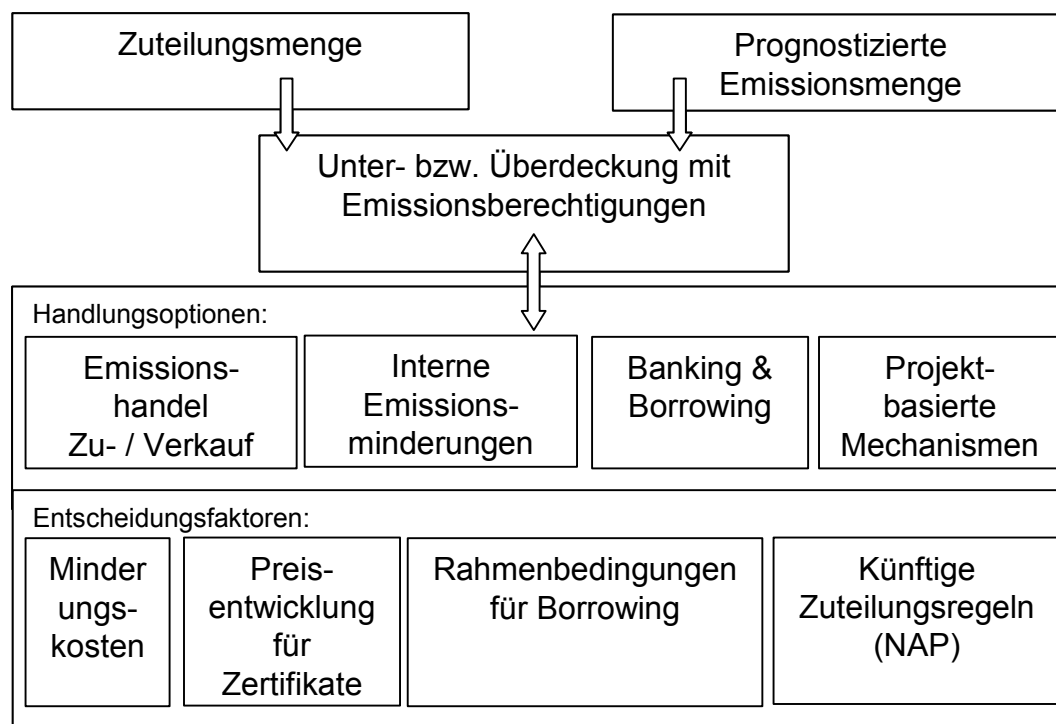 Zuteilungsmenge
Prognostizierte
Emissionsmenge
Unter- bzw. Überdeckung mit
Emissionsberechtigungen
Handlungsoptionen:
Emissions-
handel
Zu- / Verkauf
Interne
Emissions-
minderungen
Banking &
Borrowing
Projekt-
basierte
Mechanismen
Entscheidungsfaktoren:
Minder
ungs-
kosten
Preis-
entwicklung
für
Zertifikate
Rahmenbedingungen
für Borrowing
Künftige
Zuteilungsregeln
(NAP)